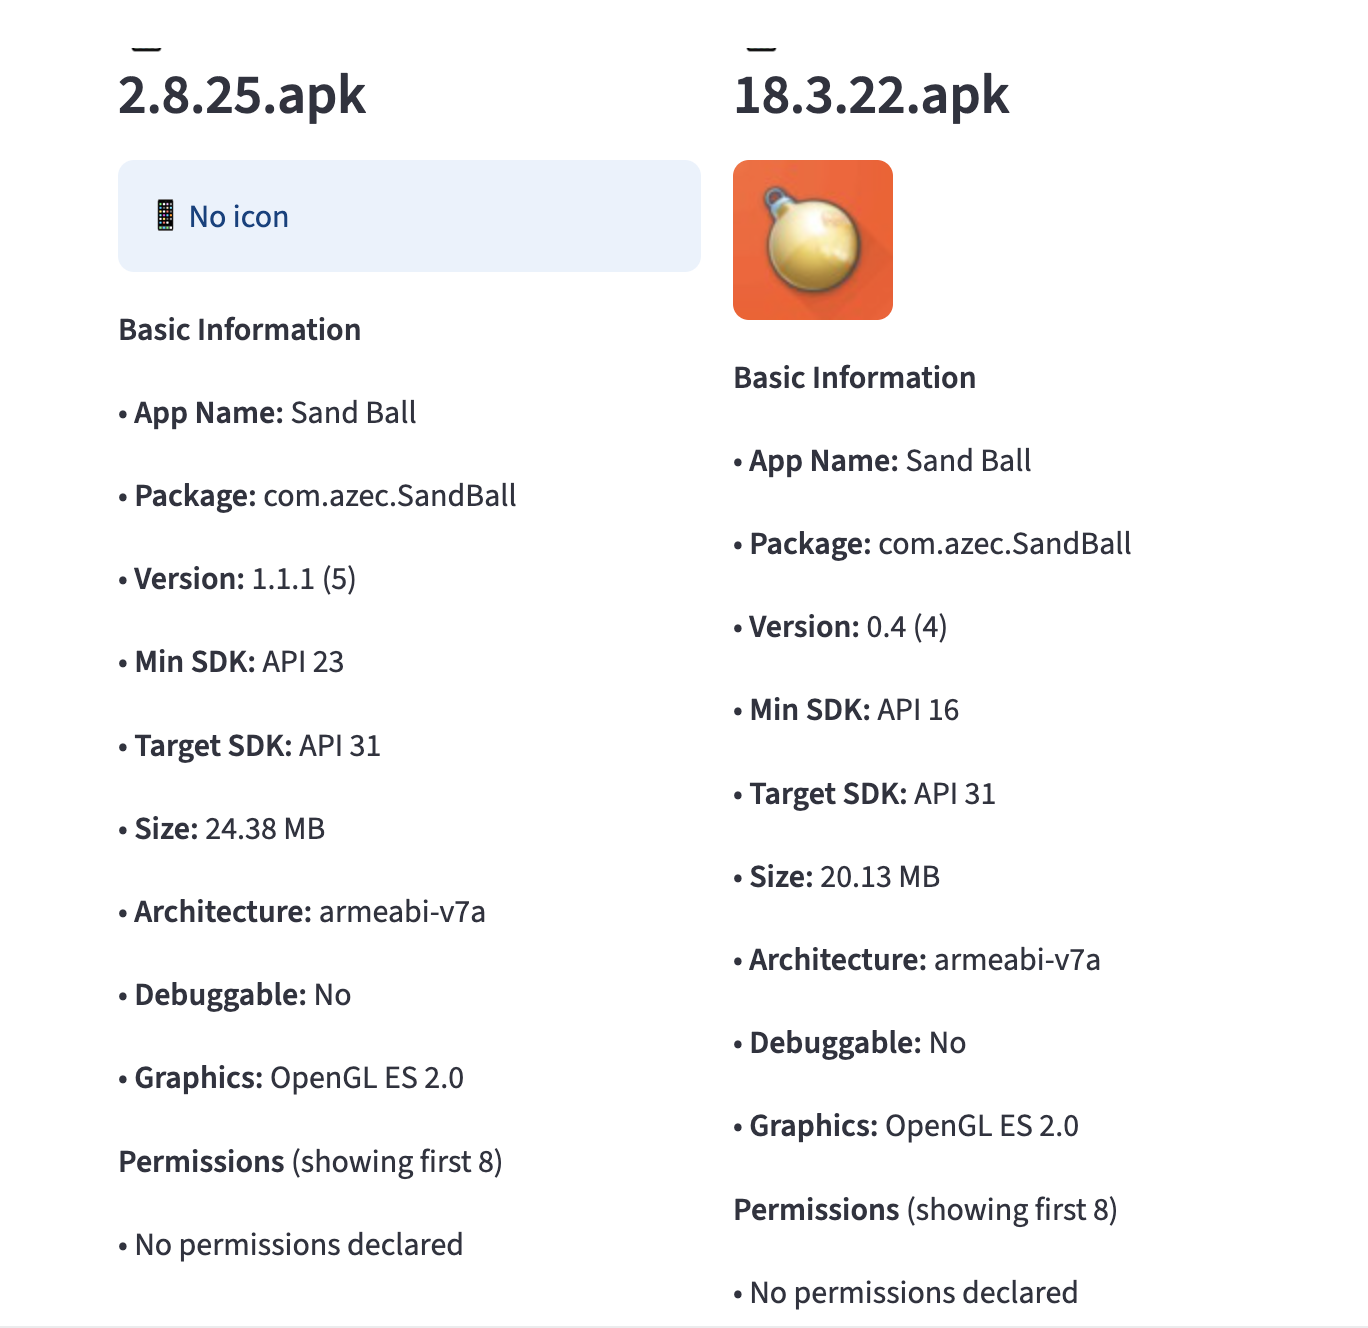 2.8.25.apk
No icon
Basic Information
• App Name: Sand Ball
• Package: com.azec.SandBall
• Version: 1.1.1 (5)
• Min SDK: API 23
• Target SDK: API 31
• Size: 24.38 MB
• Architecture: armeabi-v7a
• Debuggable: No
• Graphics: OpenGL ES 2.0
Permissions (showing first 8)
• No permissions declared
18.3.22.apk
Basic Information
• App Name: Sand Ball
• Package: com.azec.SandBall
• Version: 0.4 (4)
• Min SDK: API 16
• Target SDK: API 31
• Size: 20.13 MB
• Architecture: armeabi-v7a
• Debuggable: No
• Graphics: OpenGL ES 2.0
Permissions (showing first 8)
• No permissions declared